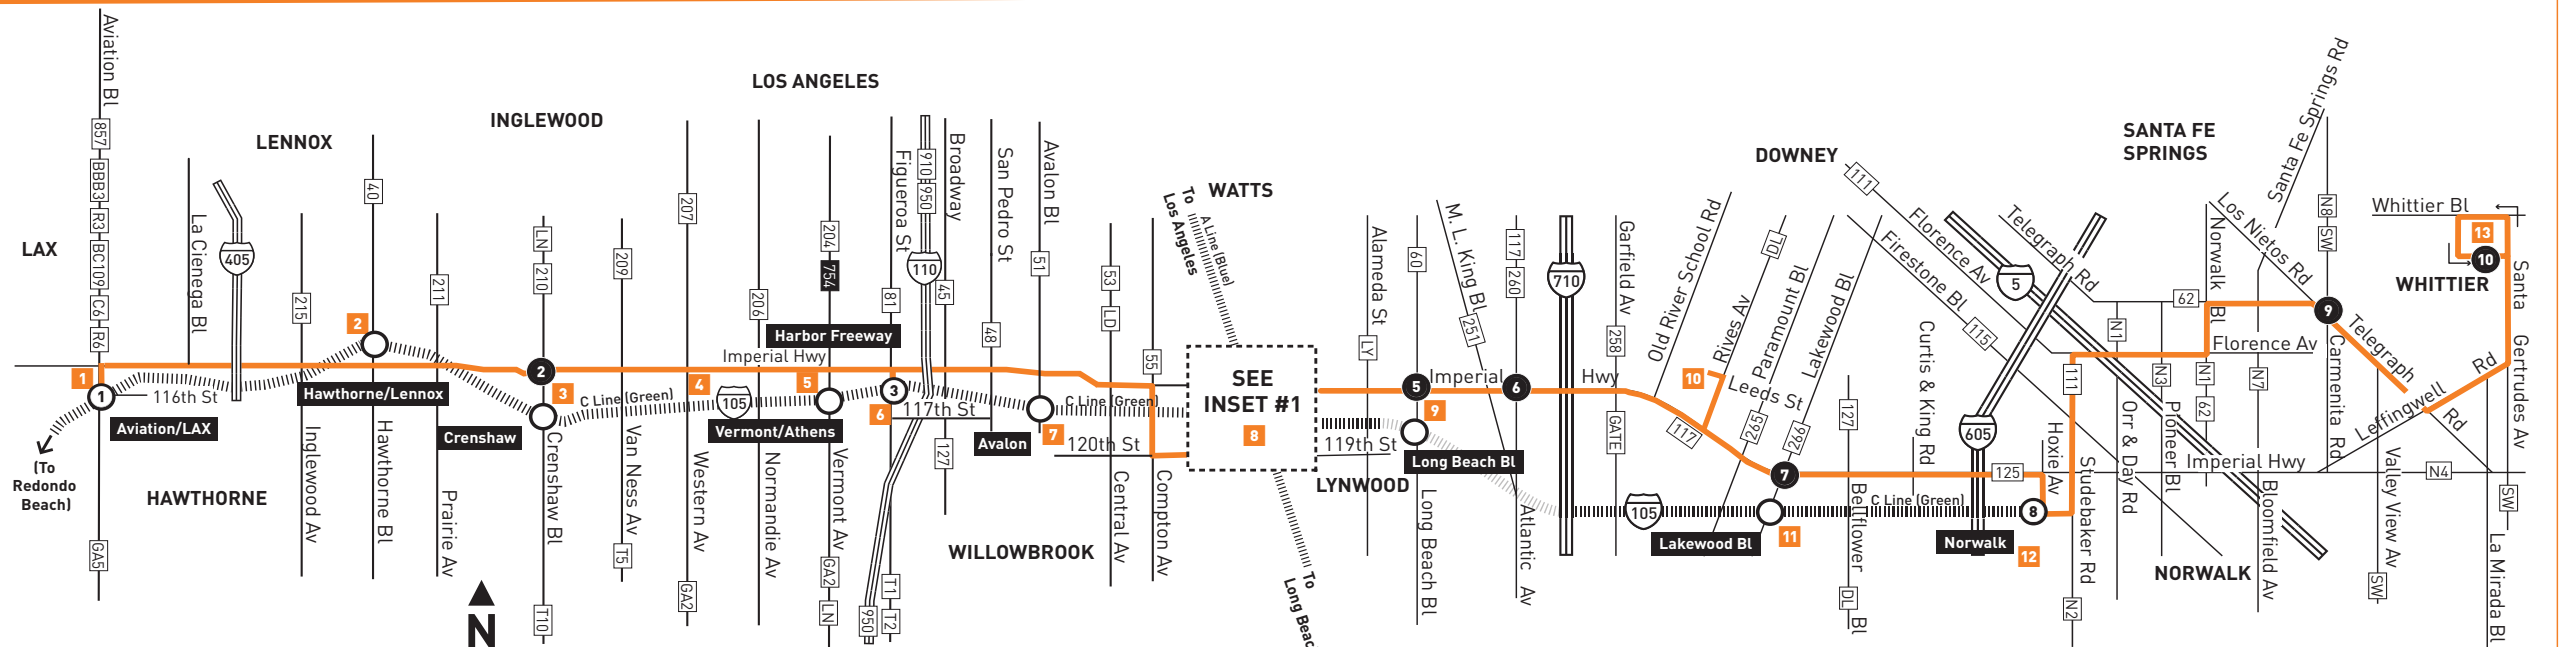 Aviation Bl
857
BBB3
R3
BC109
C6
R6
GA5
LAX
1
1
116th St
Aviation/LAX
(To
Redondo
Beach)
La Cienega Bl
405
LENNOX
HAWTHORNE
215
Inglewood Av
40
2
Hawthorne/Lennox
Hawthorne Bl
211
Prairie Av
N
INGLEWOOD
LN
210
2
3
Crenshaw
Crenshaw Bl
T10
C Line (Green)
209
Van Ness Av
T5
207
4
Western Av
GA2
105
LOS ANGELES
206
Normandie Av
Imperial Hwy
204
754
Harbor Freeway
5
Vermont/Athens
Vermont Av
GA2
LN
Figueroa St
81
3
6
T1
T2
950
910
950
110
Broadway
45
127
117th St
San Pedro St
48
Avalon Bl
51
Avalon
7
C Line (Green)
120th St
WILLOWBROOK
53
LD
Central Av
55
Compton Av
To
Los Angeles
A Line (Blue)
WATTS
SEE
INSET #1
8
To
Long Beac
119th St
LYNWOOD
Alameda St
LY
60
5
9
Long Beach Bl
Long Beach Bl
Imperial
Hwy
M. L. King Bl
251
117
260
6
Atlantic Av
710
Garfield Av
258
GATE
105
Old River School Rd
117
10
Rives Av
DL
Leeds St
Paramount Bl
265
Lakewood Bl
266
7
Lakewood Bl
11
DOWNEY
111
Florence Av
Firestone Bl
115
127
Bellflower
Bl
DL
C Line (Green)
Curtis & King Rd
605
Norwalk
125
Hoxie Av
8
12
5
Telegraph Rd
111
Studebaker Rd
N2
N1
Orr & Day Rd
N3
Pioneer Bl
62
Norwalk Bl
N1
62
SANTA FE
SPRINGS
Los Nietos Rd
Santa Fe Springs Rd
Florence Av
N7
Bloomfield Av
Imperial Hwy
NORWALK
N8
SW
9
Carmenita Rd
Telegraph
Rd
Leffingwell
Rd
Valley View Av
SW
N4
Whittier Bl
13
10
WHITTIER
Santa Gertrudes Av
SW
La Mirada Bl